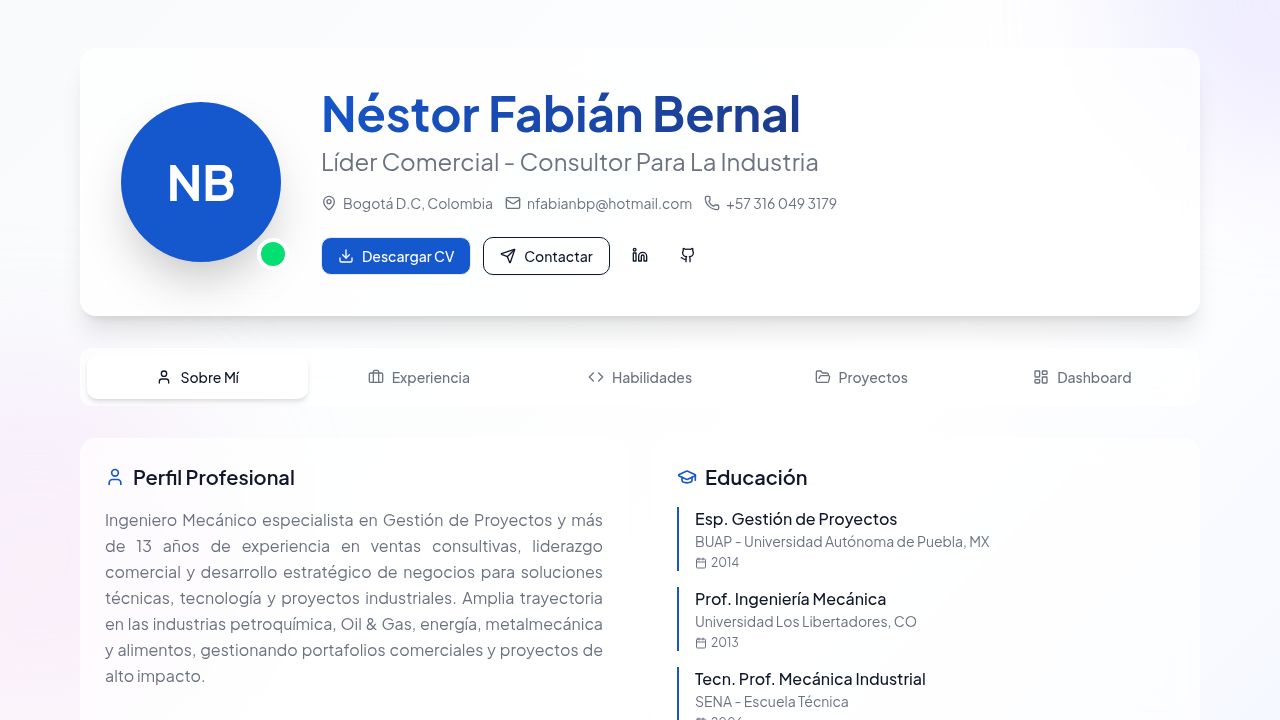 NB
Néstor Fabián Bernal
Líder Comercial - Consultor Para La Industria
Bogotá D.C, Colombia nfabianbp@hotmail.com +57 316 049 3179
Descargar CV Contactar
Sobre Mí Experiencia Habilidades Proyectos Dashboard
Perfil Profesional
Ingeniero Mecánico especialista en Gestión de Proyectos y más
de 13 años de experiencia en ventas consultivas, liderazgo
comercial y desarrollo estratégico de negocios para soluciones
técnicas, tecnología y proyectos industriales. Amplia trayectoria
en las industrias petroquímica, Oil & Gas, energía, metalmecánica
y alimentos, gestionando portafolios comerciales y proyectos de
alto impacto.
Educación
Esp. Gestión de Proyectos
BUAP - Universidad Autónoma de Puebla, MX
2014
Prof. Ingeniería Mecánica
Universidad Los Libertadores, CO
2013
Tecn. Prof. Mecánica Industrial
SENA - Escuela Técnica